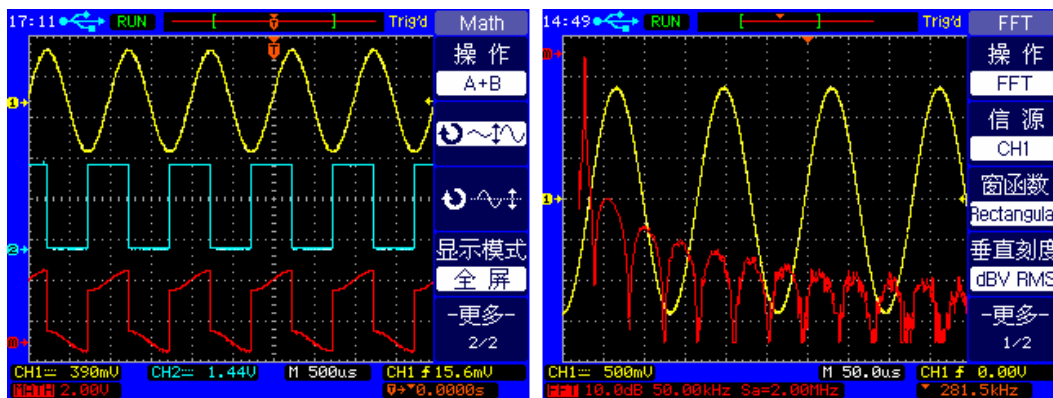 17:11 RUN [ T ] Trig'd Math
操 作
A+B
显示模式
全 屏
-更多-
2/2
T
1
2
m
CH1 390mV CH2 1.44V M 500us CH1 15.6mV
MATH 2.00V T→ 0.0000s
14:49 RUN [ ] Trig'd FFT
操 作
FFT
信 源
CH1
窗函数
Rectangula
垂直刻度
dBV RMS
-更多-
1/2
m
1
CH1 500mV M 50.0us CH1 0.00V
FFT 10.0dB 50.00kHz Sa=2.00MHz 281.5kHz